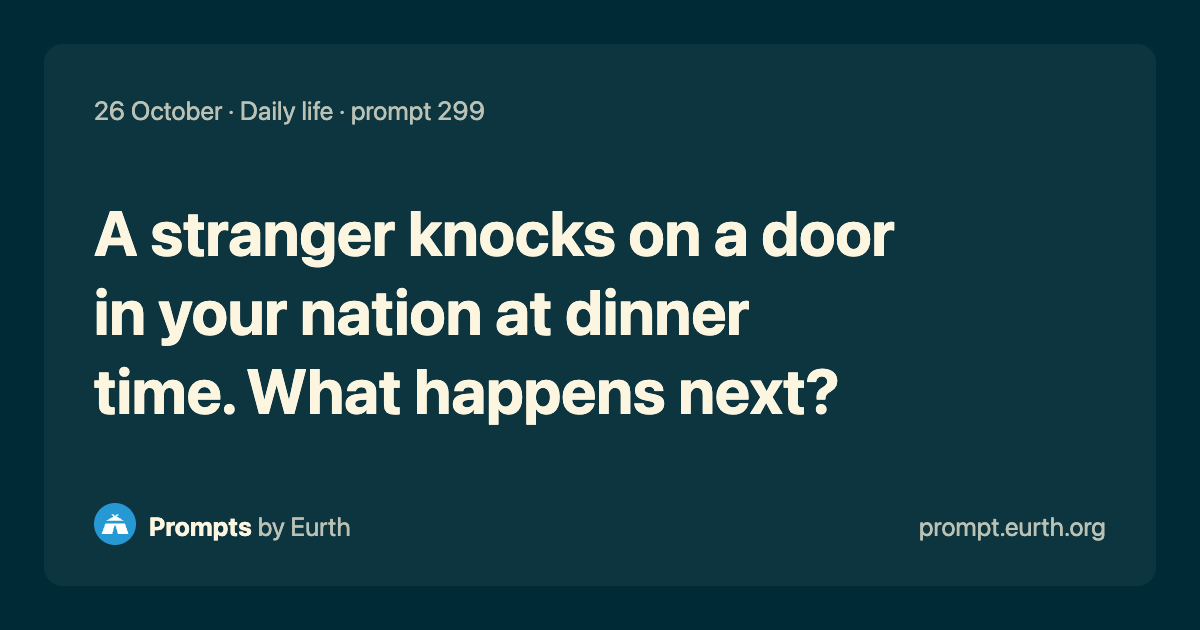 26 October · Daily life · prompt 299
A stranger knocks on a door
in your nation at dinner
time. What happens next?
Prompts by Eurth
prompt.eurth.org